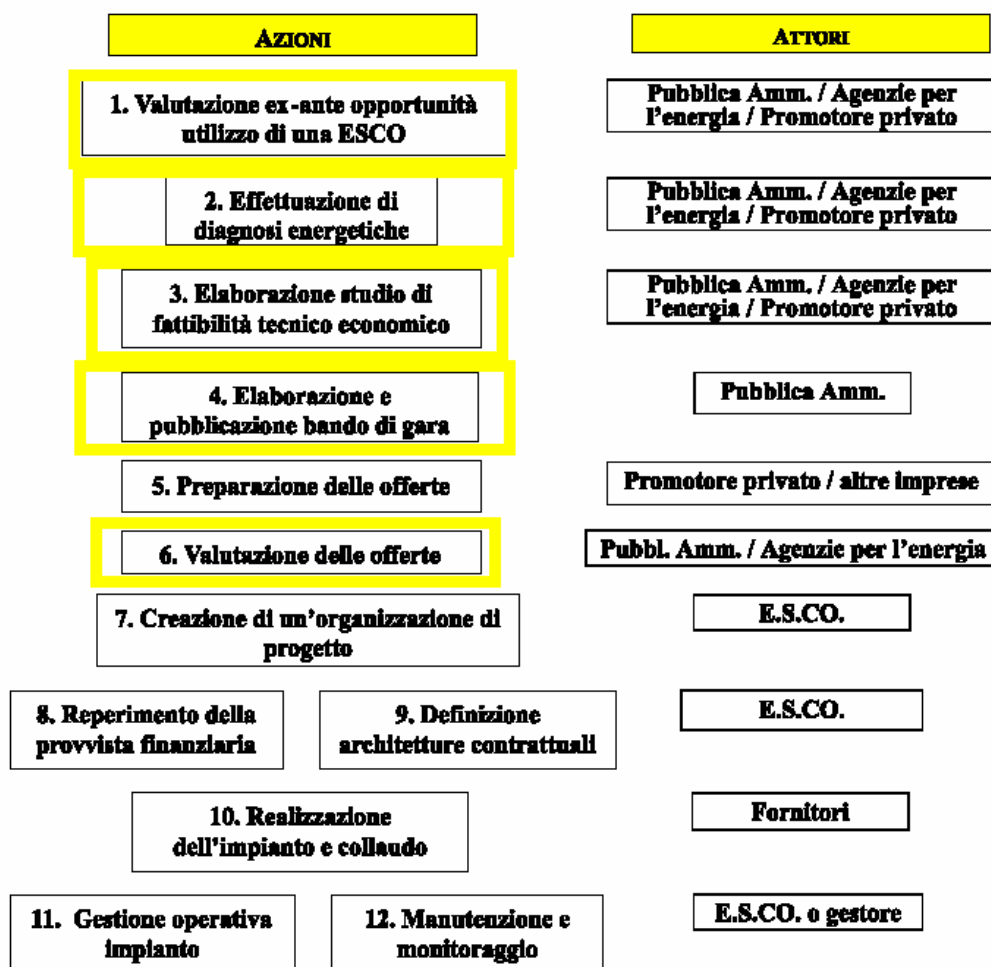 AZIONI
ATTORI
1. Valutazione ex-ante opportunità
utilizzo di una ESCO
Pubblica Amm. / Agenzie per
l'energia / Promotore privato
2. Effettuazione di
diagnosi energetiche
Pubblica Amm. / Agenzie per
l'energia / Promotore privato
3. Elaborazione studio di
fattibilità tecnico economico
Pubblica Amm. / Agenzie per
l'energia / Promotore privato
4. Elaborazione e
pubblicazione bando di gara
Pubblica Amm.
5. Preparazione delle offerte
Promotore privato / altre imprese
6. Valutazione delle offerte
Pubbl. Amm. / Agenzie per l'energia
7. Creazione di un'organizzazione di
progetto
E.S.CO.
8. Reperimento della
provvista finanziaria
9. Definizione
architetture contrattuali
E.S.CO.
10. Realizzazione
dell'impianto e collaudo
Fornitori
11. Gestione operativa
impianto
12. Manutenzione e
monitoraggio
E.S.CO. o gestore